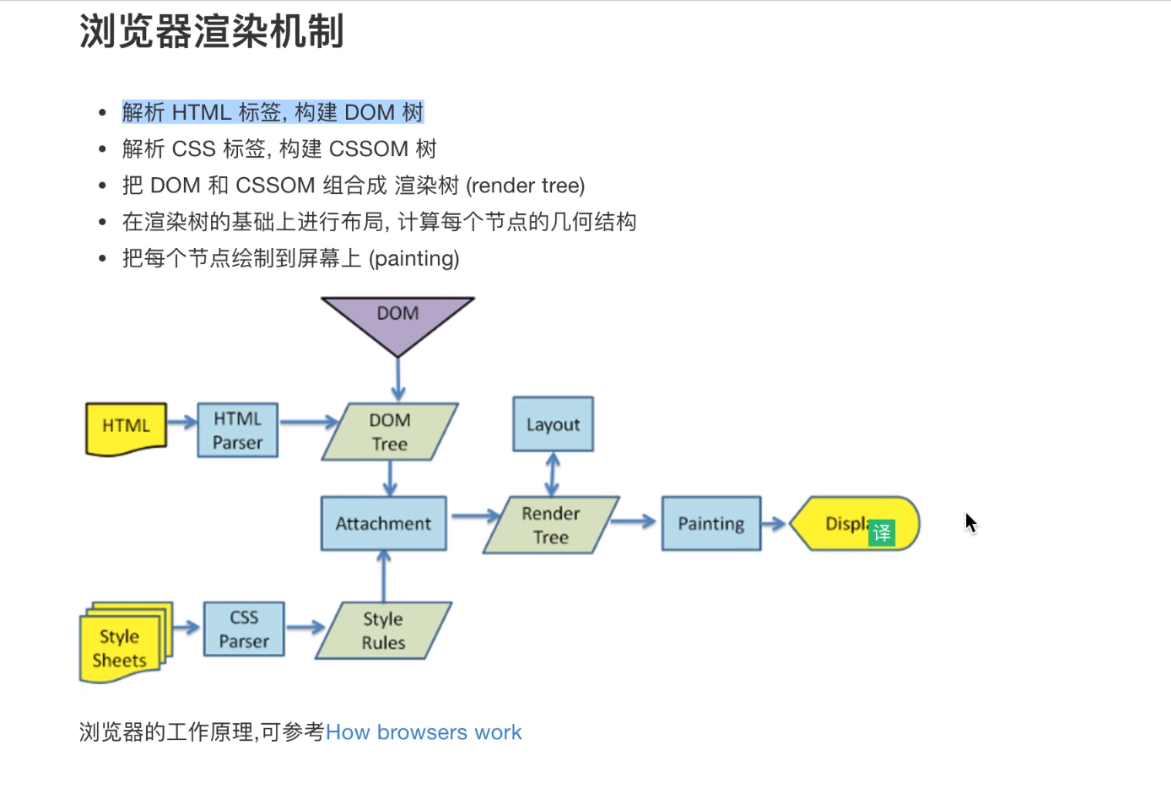 浏览器渲染机制
解析 HTML 标签, 构建 DOM 树
解析 CSS 标签, 构建 CSSOM 树
把 DOM 和 CSSOM 组合成 渲染树 (render tree)
在渲染树的基础上进行布局, 计算每个节点的几何结构
把每个节点绘制到屏幕上 (painting)
DOM
HTML
HTML
Parser
DOM
Tree
Layout
Attachment
Render
Tree
Painting
译
Style
Sheets
CSS
Parser
Style
Rules
浏览器的工作原理,可参考How browsers work